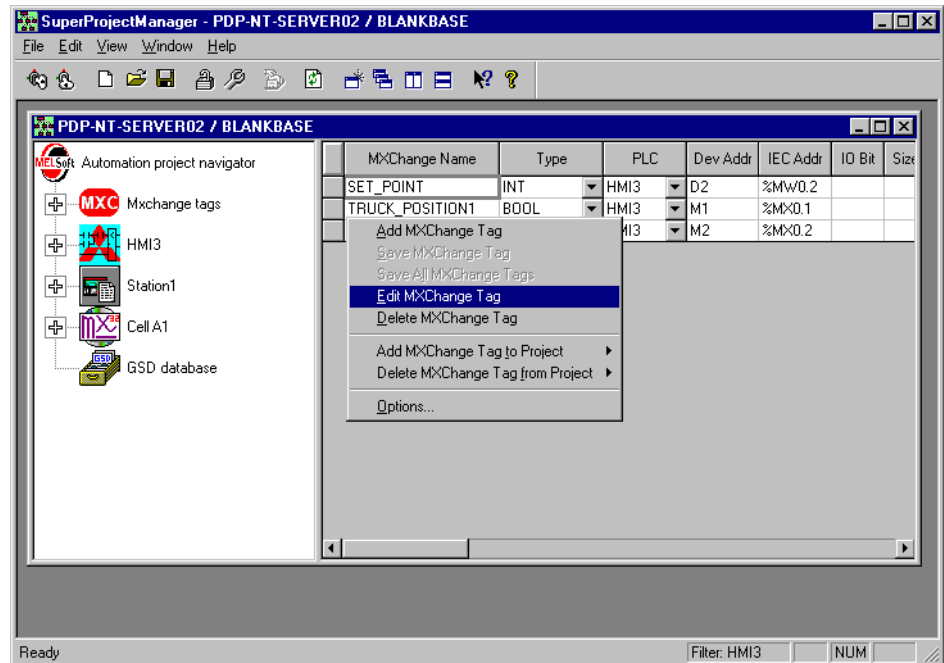 SuperProjectManager - PDP-NT-SERVER02 / BLANKBASE
File Edit View Window Help
PDP-NT-SERVER02 / BLANKBASE
MELSoft Automation project navigator
MXC Mxchange tags
HMI3
Station1
Cell A1
GSD GSD database
MXChange Name Type PLC Dev Addr IEC Addr IO Bit Size
SET_POINT INT HMI3 D2 %MW0.2
TRUCK_POSITION1 BOOL HMI3 M1 %MX0.1
MI3 M2 %MX0.2
Add MXChange Tag
Save MXChange Tag
Save All MXChange Tags
Edit MXChange Tag
Delete MXChange Tag
Add MXChange Tag to Project
Delete MXChange Tag from Project
Options...
Ready Filter: HMI3 NUM